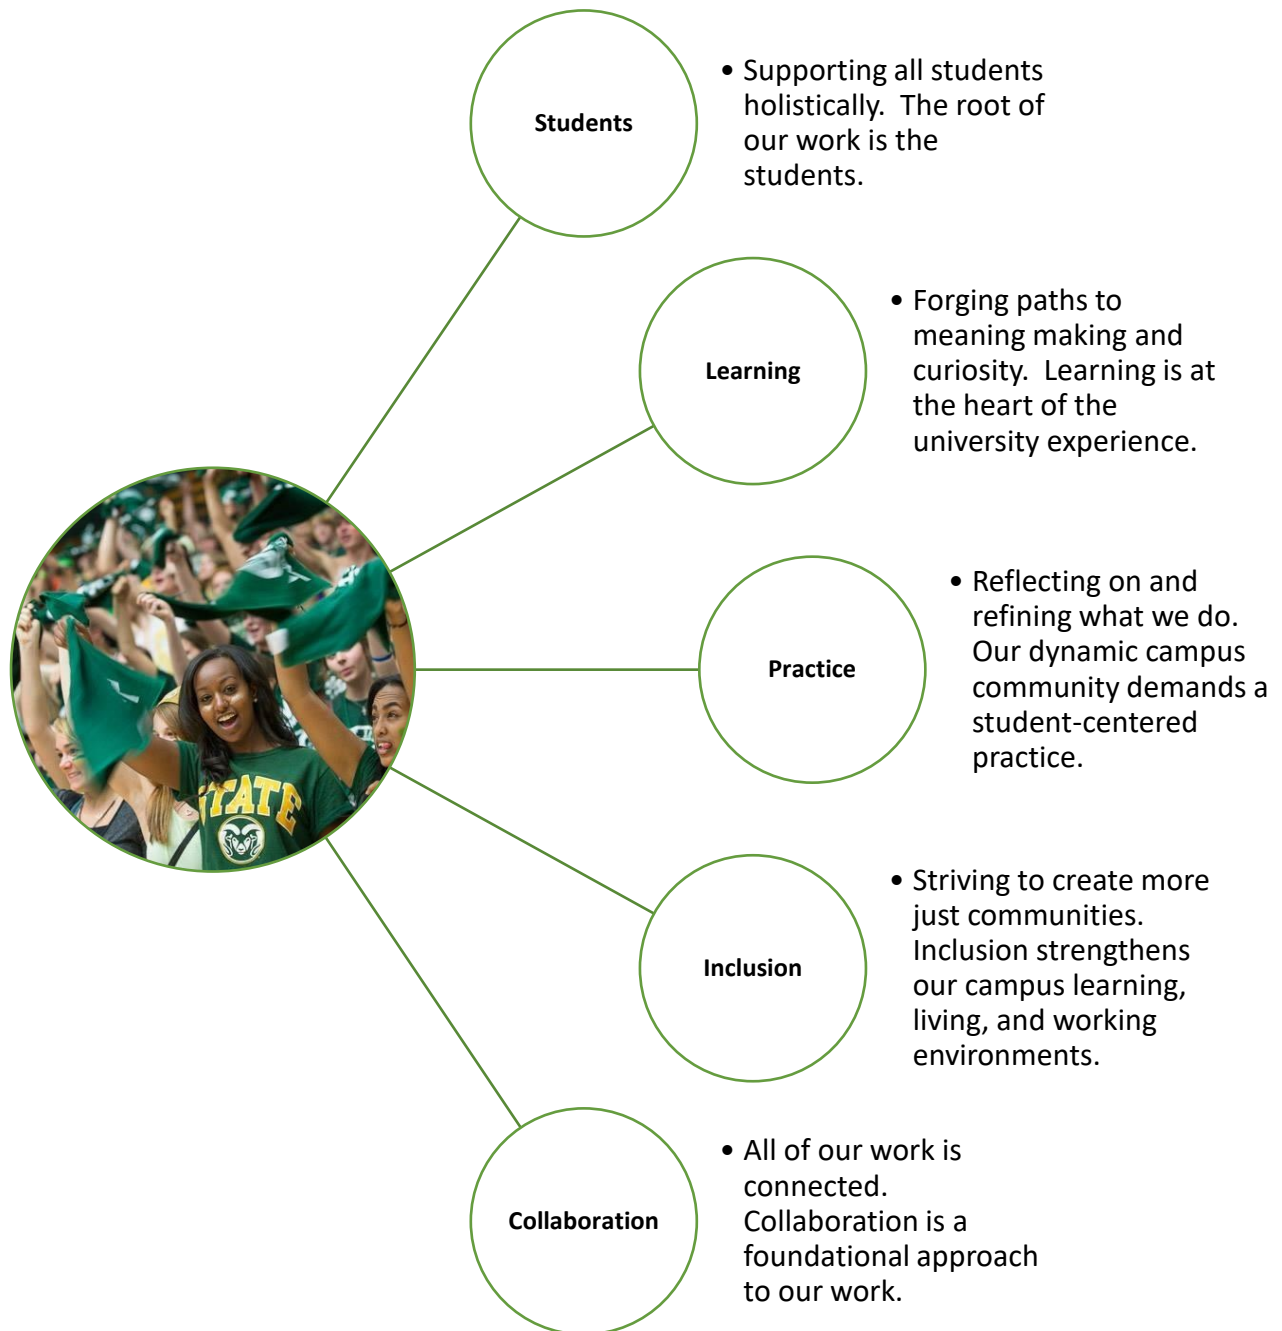 Students
• Supporting all students
holistically.  The root of
our work is the
students.
Learning
• Forging paths to
meaning making and
curiosity.  Learning is at
the heart of the
university experience.
Practice
• Reflecting on and
refining what we do.
Our dynamic campus
community demands a
student-centered
practice.
STATE
Inclusion
• Striving to create more
just communities.
Inclusion strengthens
our campus learning,
living, and working
environments.
Collaboration
• All of our work is
connected.
Collaboration is a
foundational approach
to our work.